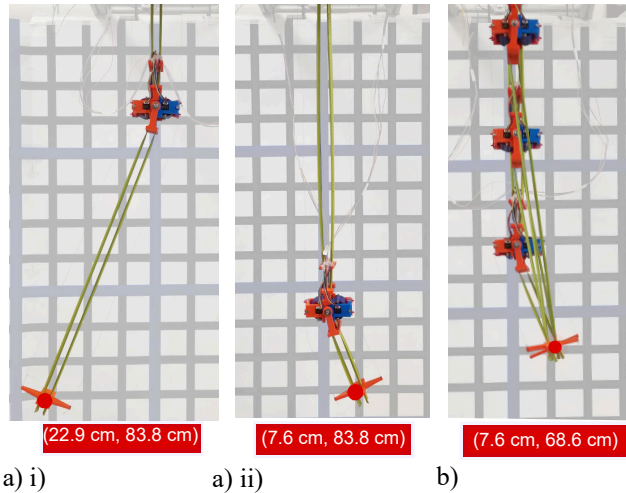 (22.9 cm, 83.8 cm)
(7.6 cm, 83.8 cm)
(7.6 cm, 68.6 cm)
a) i)
a) ii)
b)